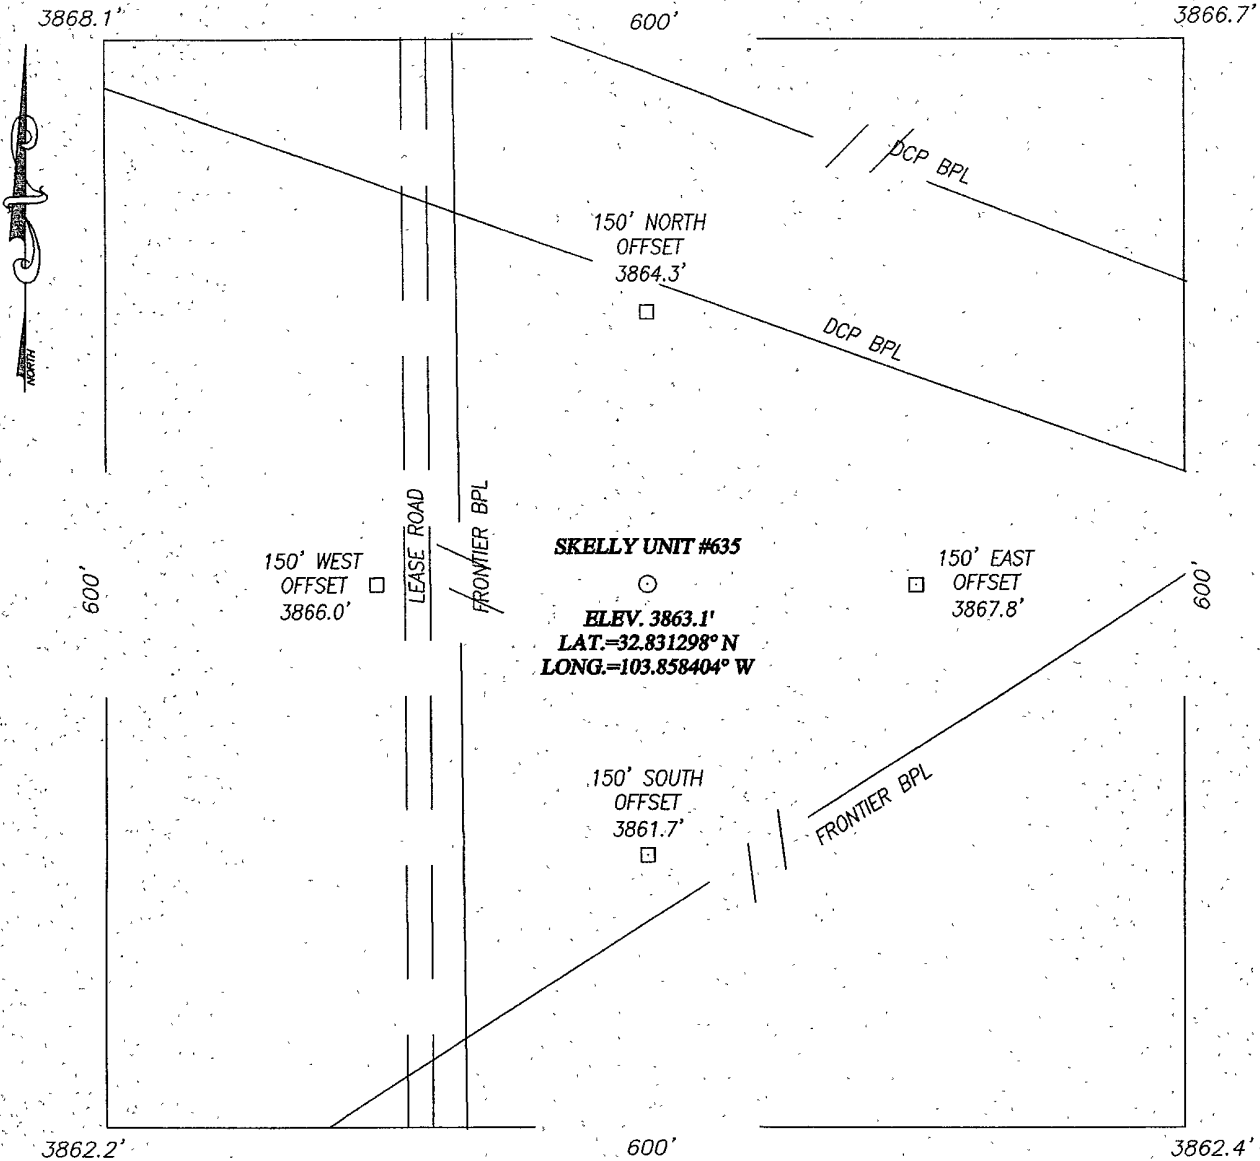 3868.1'
600'
3866.7'
NORTH
DCP BPL
150' NORTH
OFFSET
3864.3'
DCP BPL
LEASE ROAD
FRONTIER BPL
SKELLY UNIT #635
150' WEST
OFFSET
3866.0'
150' EAST
OFFSET
3867.8'
600'
600'
ELEV. 3863.1'
LAT.=32.831298° N
LONG.=103.858404° W
150' SOUTH
OFFSET
3861.7'
FRONTIER BPL
3862.2'
600'
3862.4'